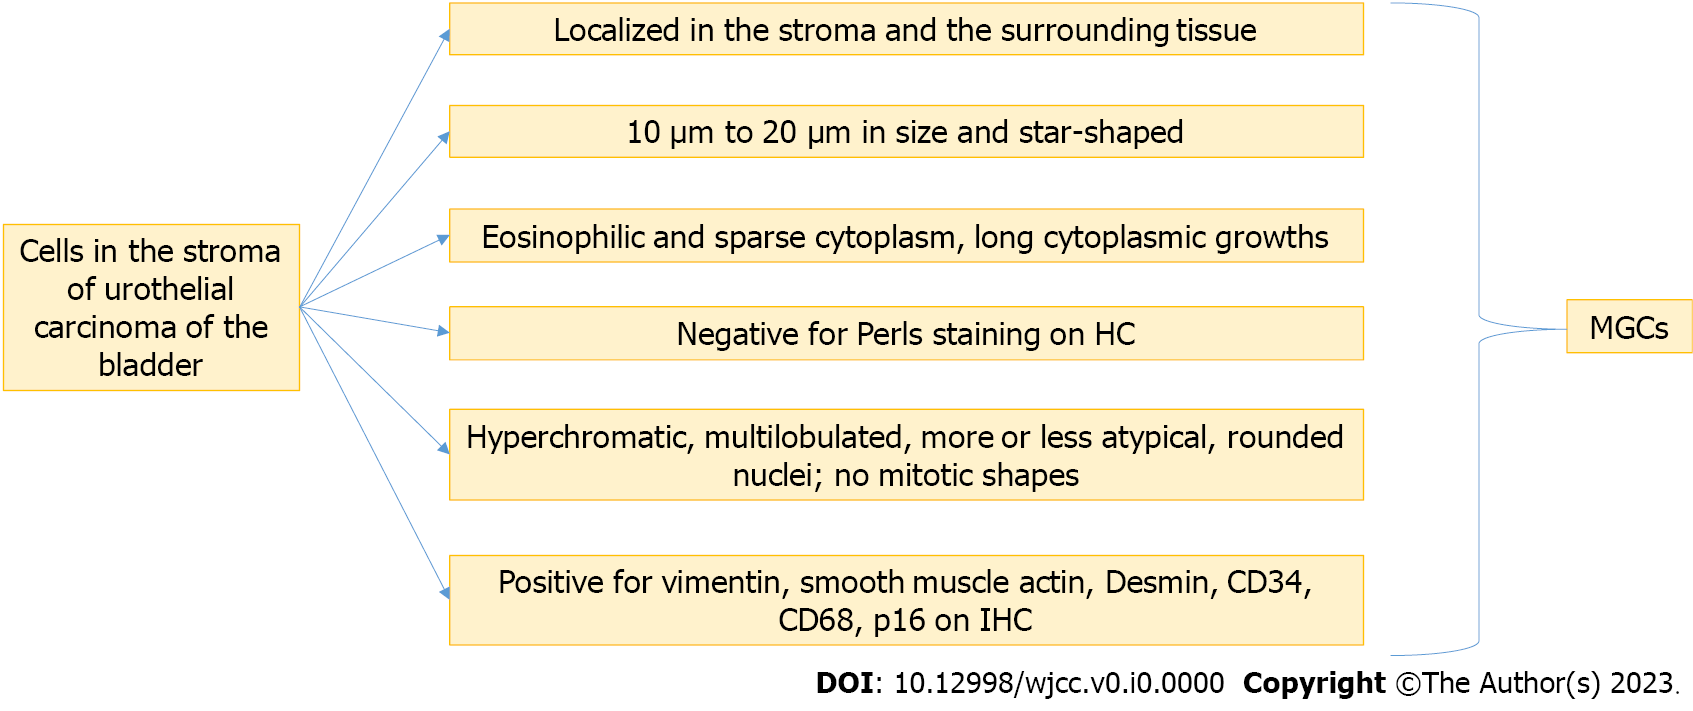 Localized in the stroma and the surrounding tissue
10 µm to 20 µm in size and star-shaped
Eosinophilic and sparse cytoplasm, long cytoplasmic growths
Cells in the stroma
of urothelial
carcinoma of the
bladder
Negative for Perls staining on HC
MGCs
Hyperchromatic, multilobulated, more or less atypical, rounded
nuclei; no mitotic shapes
Positive for vimentin, smooth muscle actin, Desmin, CD34,
CD68, p16 on IHC
DOI: 10.12998/wjcc.v0.i0.0000 Copyright ©The Author(s) 2023.